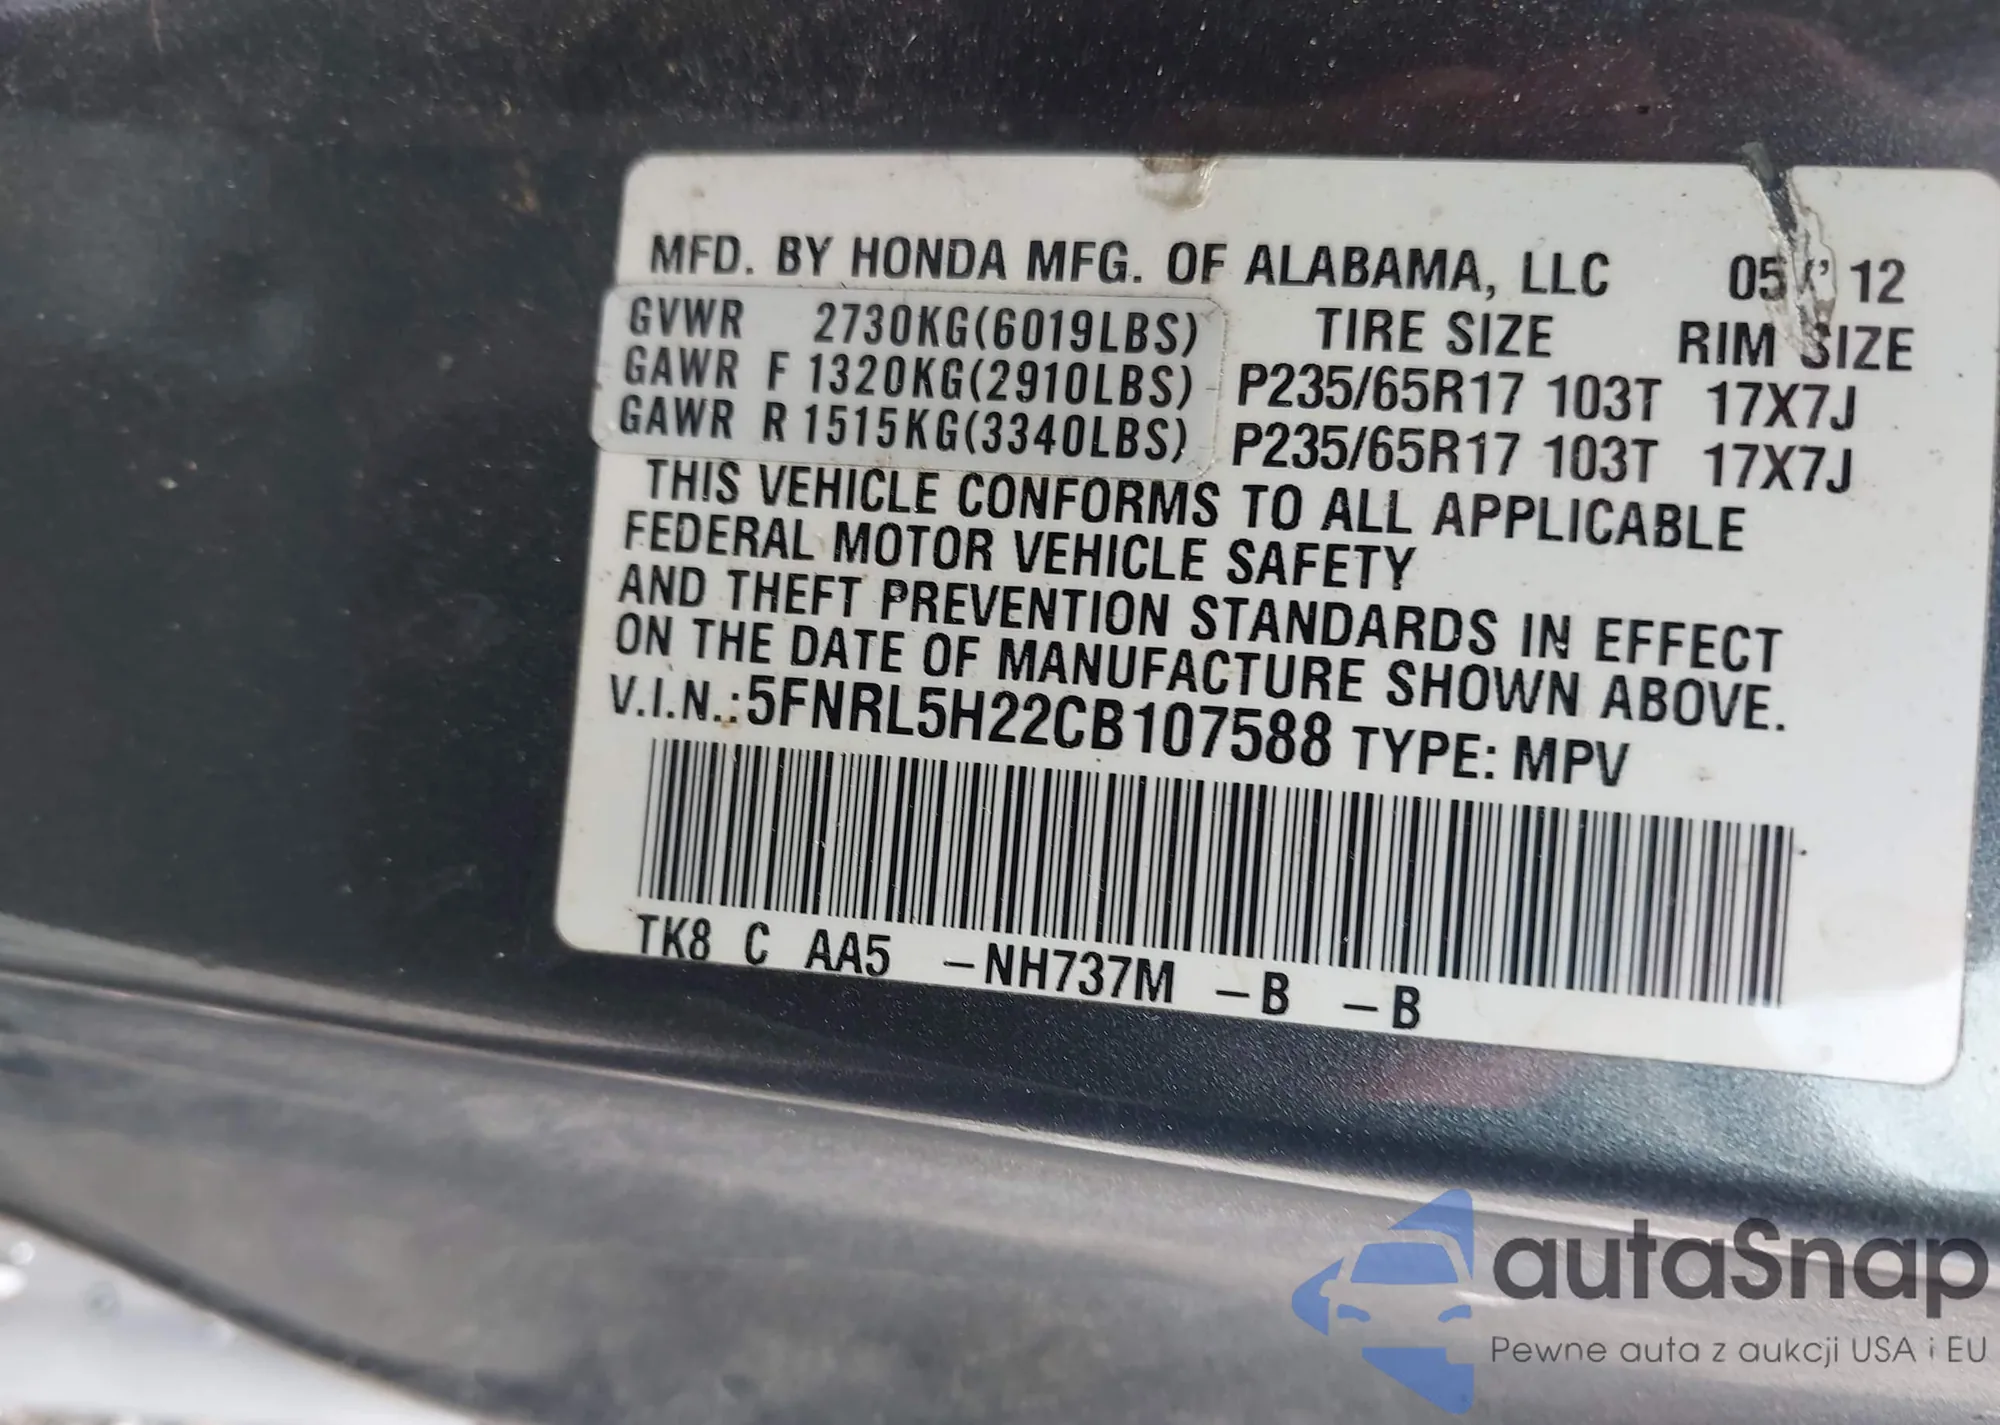 MFD. BY HONDA MFG. OF ALABAMA, LLC 05 12
GVWR 2730KG(6019LBS) TIRE SIZE RIM SIZE
GAWR F 1320KG(2910LBS) P235/65R17 103T 17X7J
GAWR R 1515KG(3340LBS) P235/65R17 103T 17X7J
THIS VEHICLE CONFORMS TO ALL APPLICABLE
FEDERAL MOTOR VEHICLE SAFETY
AND THEFT PREVENTION STANDARDS IN EFFECT
ON THE DATE OF MANUFACTURE SHOWN ABOVE.
V.I.N.:5FNRL5H22CB107588 TYPE: MPV
TK8 C AA5 -NH737M -B -B
autaSnap
Pewne auta z aukcji USA i EU